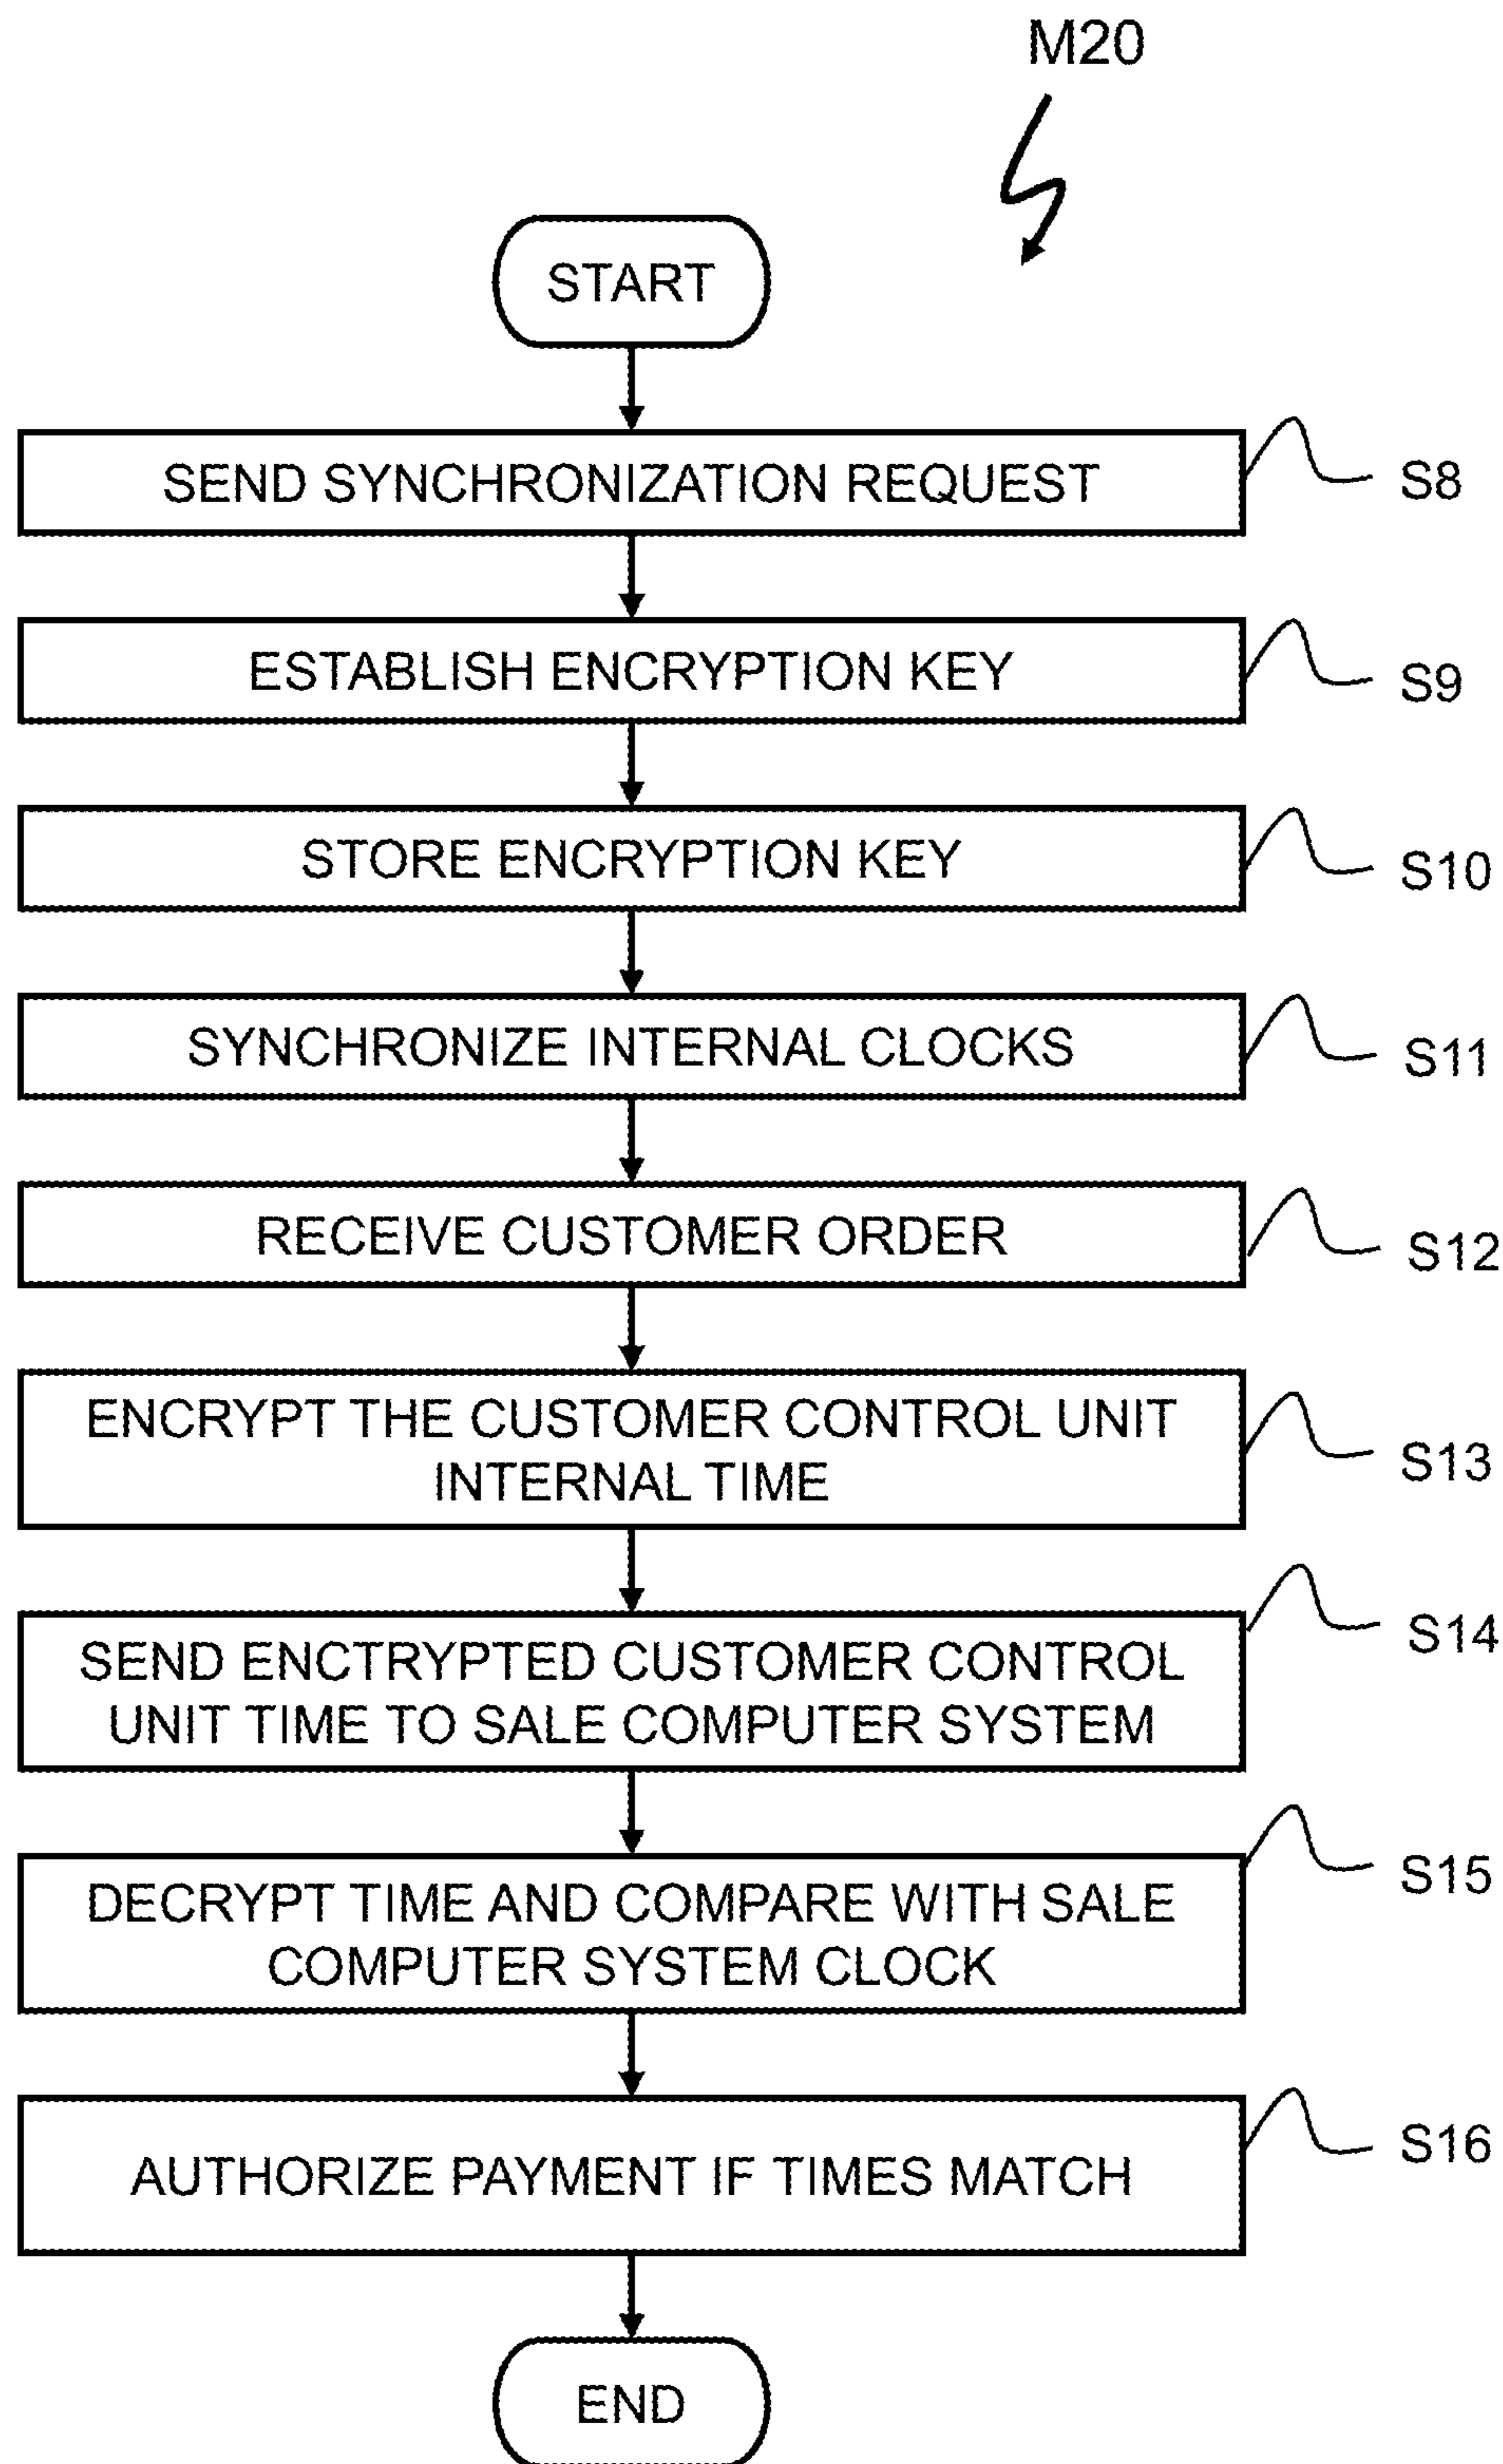 M20
START
SEND SYNCHRONIZATION REQUEST
S8
ESTABLISH ENCRYPTION KEY
S9
STORE ENCRYPTION KEY
S10
SYNCHRONIZE INTERNAL CLOCKS
S11
RECEIVE CUSTOMER ORDER
S12
ENCRYPT THE CUSTOMER CONTROL UNIT
INTERNAL TIME
S13
SEND ENCTRYPTED CUSTOMER CONTROL
UNIT TIME TO SALE COMPUTER SYSTEM
S14
DECRYPT TIME AND COMPARE WITH SALE
COMPUTER SYSTEM CLOCK
S15
AUTHORIZE PAYMENT IF TIMES MATCH
S16
END